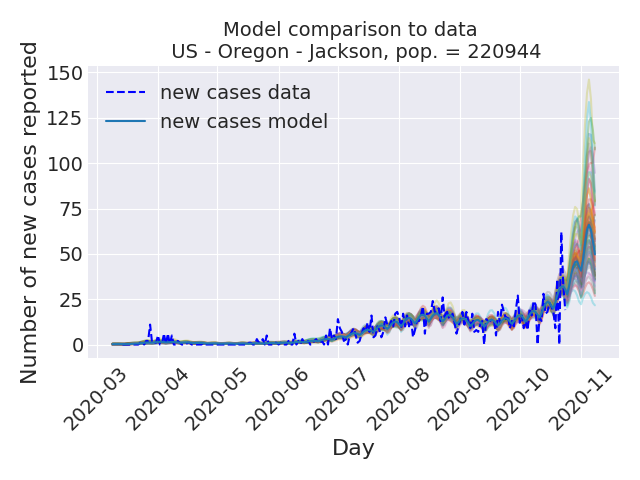 Model comparison to data
US - Oregon - Jackson, pop. = 220944
Number of new cases reported
150
125
100
75
50
25
0
new cases data
new cases model
2020-03
2020-04
2020-05
2020-06
2020-07
2020-08
2020-09
2020-10
2020-11
Day